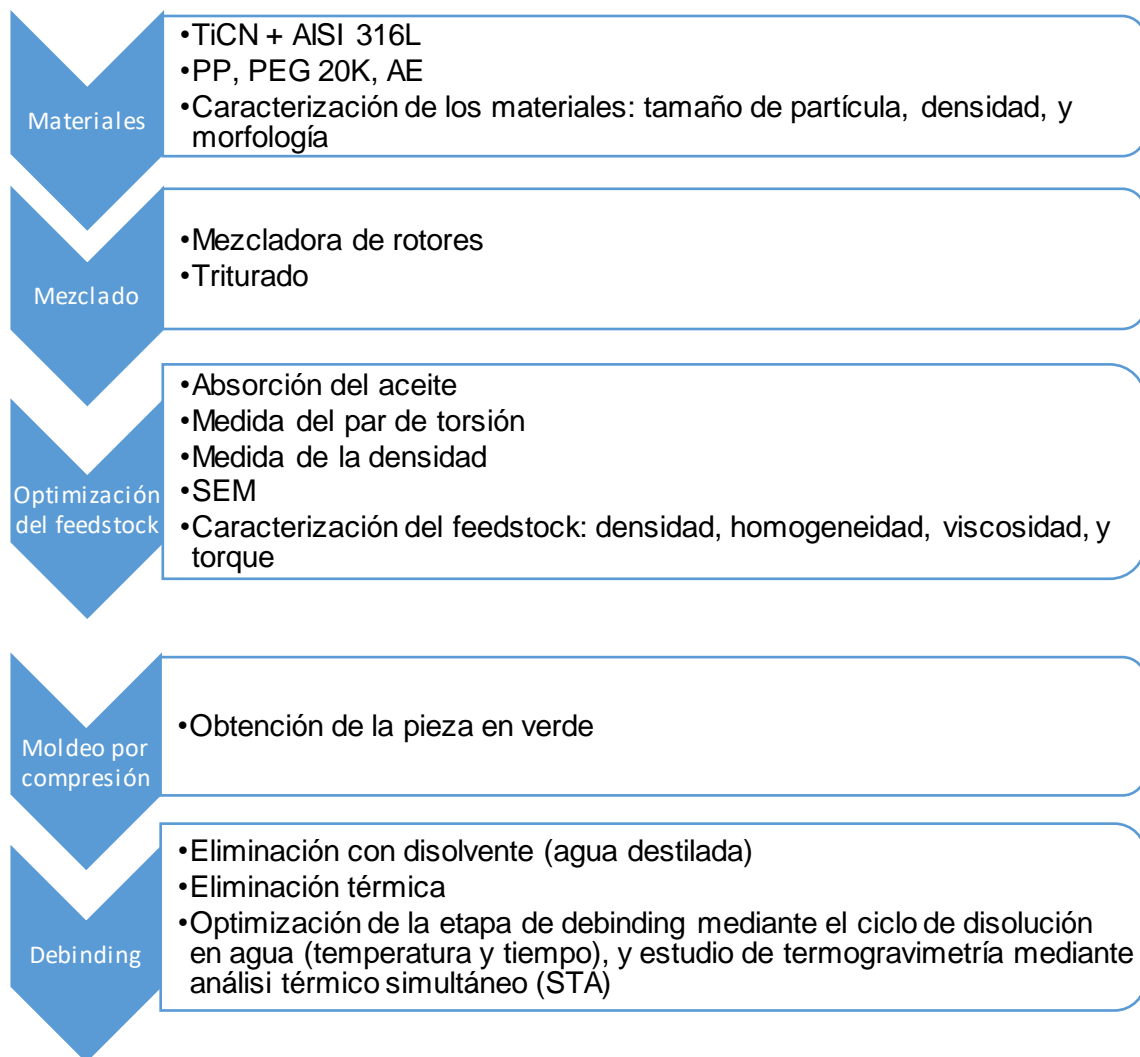 Materiales
•TiCN + AISI 316L
•PP, PEG 20K, AE
•Caracterización de los materiales: tamaño de partícula, densidad, y
morfología
Mezclado
•Mezcladora de rotores
•Triturado
Optimización
del feedstock
•Absorción del aceite
•Medida del par de torsión
•Medida de la densidad
•SEM
•Caracterización del feedstock: densidad, homogeneidad, viscosidad, y
torque
Moldeo por
compresión
•Obtención de la pieza en verde
Debinding
•Eliminación con disolvente (agua destilada)
•Eliminación térmica
•Optimización de la etapa de debinding mediante el ciclo de disolución
en agua (temperatura y tiempo), y estudio de termogravimetría mediante
análisi térmico simultáneo (STA)